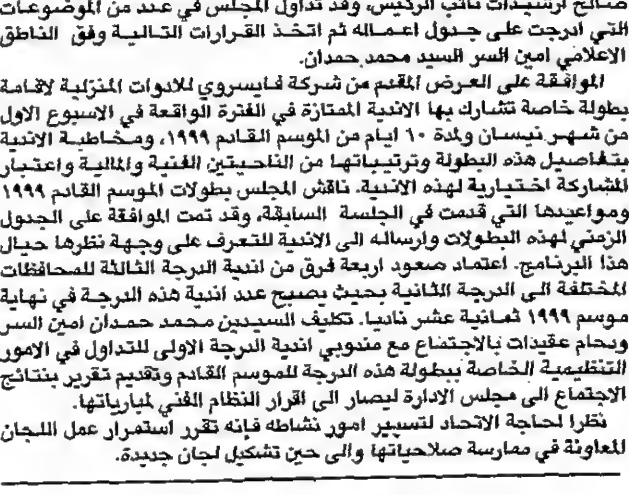 صالح ارشيدات نائب الرئيس، وقد تداول المجلس في عدد من الموضوعات
التي ادرجت على جدول اعماله ثم اتخذ القرارات التالية وفق الناطق
الاعلامي امين السر السيد محمد حمدان.
الموافقة على العرض المقدم من شركة فايسروي للادوات المنزلية لاقامة
بطولة خاصة تشارك بها الاندية الممتازة في الفترة الواقعة في الاسبوع الاول
من شهر نيسان ولمدة ١٠ ايام من الموسم القادم ١٩٩٩، ومخاطبة الاندية
بتفاصيل هذه البطولة وترتيباتها من الناحيتين الفنية والمالية واعتبار
المشاركة اختيارية لهذه الاندية. ناقش المجلس بطولات الموسم القادم ١٩٩٩
ومواعيدها التي قدمت في الجلسة السابقة، وقد تمت الموافقة على الجدول
الزمني لهذه البطولات وارساله الى الاندية للتعرف على وجهة نظرها حيال
هذا البرنامج. اعتماد صعود اربعة فرق من اندية الدرجة الثالثة للمحافظات
المختلفة الى الدرجة الثانية بحيث يصبح عدد اندية هذه الدرجة في نهاية
موسم ١٩٩٩ ثمانية عشر ناديا. تكليف السيدين محمد حمدان امين السر
وبحام عقيدات بالاجتماع مع مندوبي اندية الدرجة الاولى للتداول في الامور
التنظيمية الخاصة ببطولة هذه الدرجة للموسم القادم وتقديم تقرير بنتائج
الاجتماع الى مجلس الادارة ليصار الى اقرار النظام الفني لمبارياتها.
نظرا لحاجة الاتحاد لتسيير امور نشاطه فإنه تقرر استمرار عمل اللجان
المعاونة في ممارسة صلاحياتها والى حين تشكيل لجان جديدة.